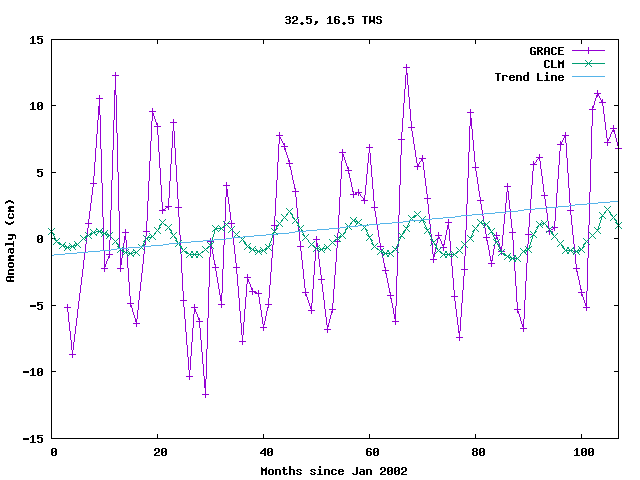 32.5, 16.5 TWS
GRACE
CLM
Trend Line
15
10
5
0
-5
-10
-15
Anomaly (cm)
0 20 40 60 80 100
Months since Jan 2002